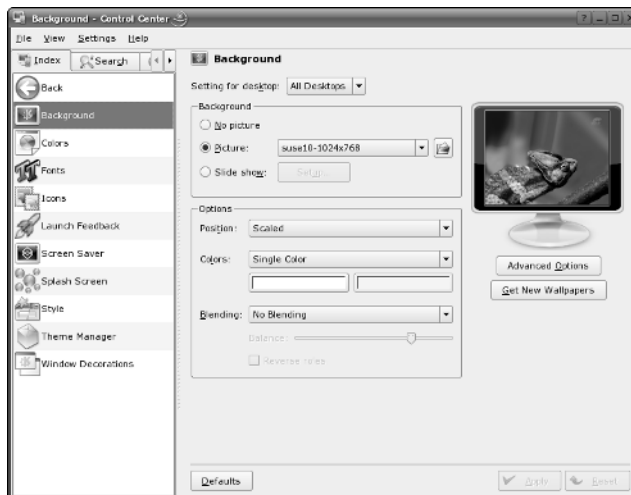 Background - Control Center
File View Settings Help
Index Search
Background
Setting for desktop: All Desktops
Back
Background
Colors
Fonts
Icons
Launch Feedback
Screen Saver
Splash Screen
Style
Theme Manager
Window Decorations
Background
No picture
Picture: suse10-1024x768
Slide show: Setup...
Options
Position: Scaled
Colors: Single Color
Blending: No Blending
Balance:
Reverse roles
Advanced Options
Get New Wallpapers
Defaults
Apply
Reset